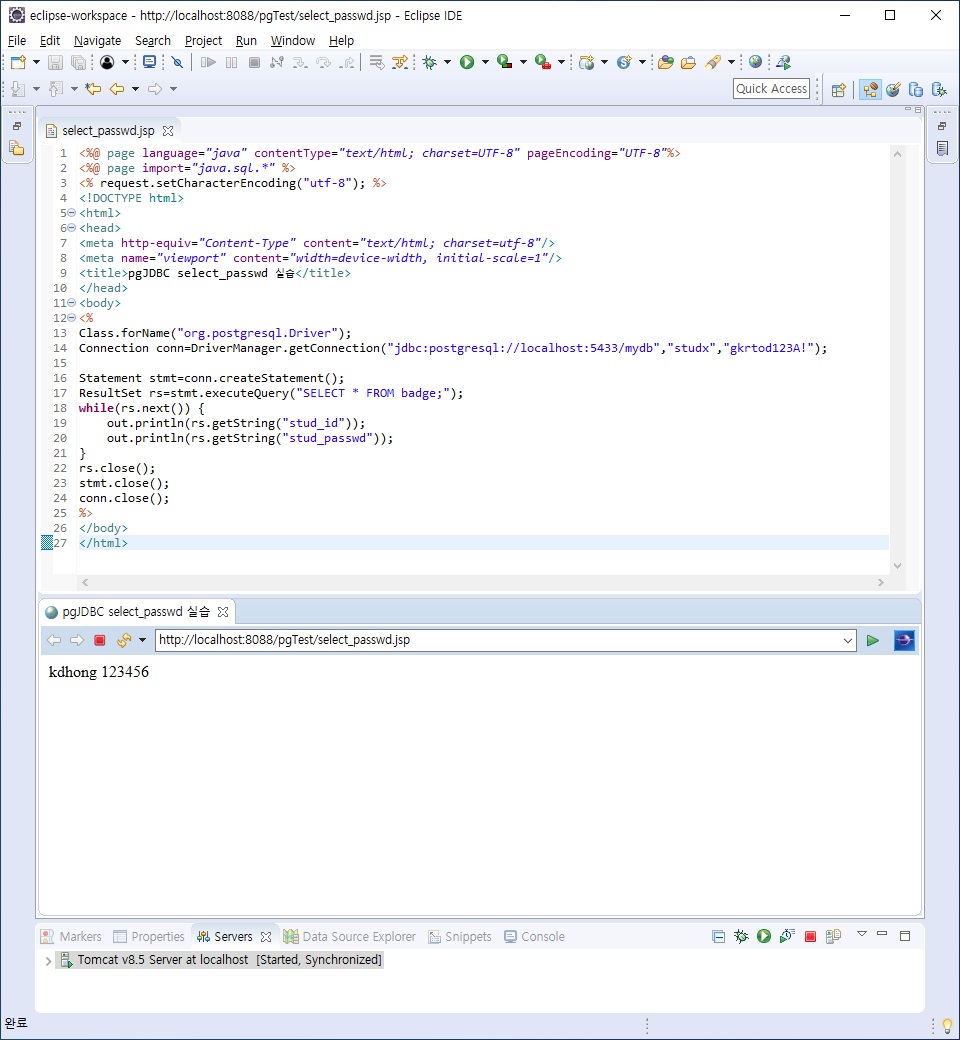 eclipse-workspace - http://localhost:8088/pgTest/select_passwd.jsp - Eclipse IDE
File Edit Navigate Search Project Run Window Help
Quick Access
select_passwd.jsp
1 <%@ page language="java" contentType="text/html; charset=UTF-8" pageEncoding="UTF-8"%>
2 <%@ page import="java.sql.*" %>
3 <% request.setCharacterEncoding("utf-8"); %>
4 <!DOCTYPE html>
5 <html>
6 <head>
7 <meta http-equiv="Content-Type" content="text/html; charset=utf-8"/>
8 <meta name="viewport" content="width=device-width, initial-scale=1"/>
9 <title>pgJDBC select_passwd 실습</title>
10 </head>
11 <body>
12 <%
13 Class.forName("org.postgresql.Driver");
14 Connection conn=DriverManager.getConnection("jdbc:postgresql://localhost:5433/mydb","studx","gkrtod123A!");
15
16 Statement stmt=conn.createStatement();
17 ResultSet rs=stmt.executeQuery("SELECT * FROM badge;");
18 while(rs.next()) {
19     out.println(rs.getString("stud_id"));
20     out.println(rs.getString("stud_passwd"));
21 }
22 rs.close();
23 stmt.close();
24 conn.close();
25 %>
26 </body>
27 </html>
pgJDBC select_passwd 실습
http://localhost:8088/pgTest/select_passwd.jsp
kdhong 123456
Markers Properties Servers Data Source Explorer Snippets Console
Tomcat v8.5 Server at localhost [Started, Synchronized]
완료